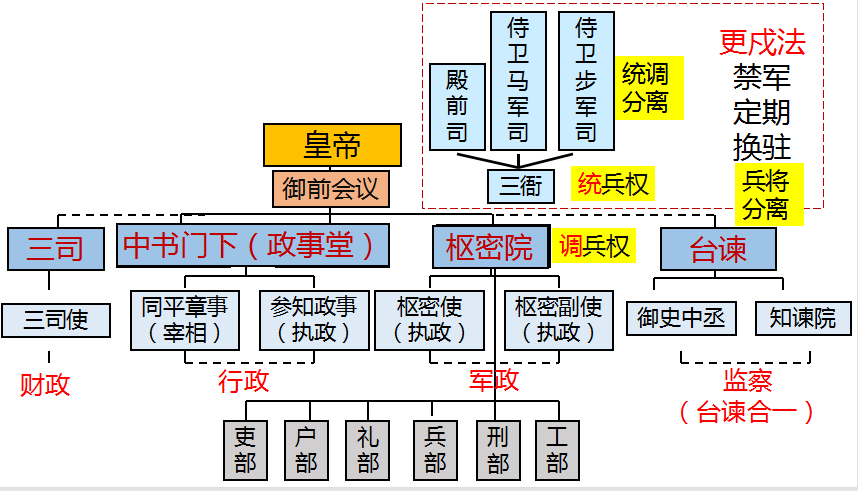 殿前司
侍卫马军司
侍卫步军司
统调
分离
更戍法
禁军
定期
换驻
兵将
分离
三衙
统兵权
皇帝
御前会议
三司
中书门下（政事堂）
枢密院
调兵权
台谏
三司使
同平章事
（宰相）
参知政事
（执政）
枢密使
（执政）
枢密副使
（执政）
御史中丞
知谏院
财政
行政
军政
监察
（台谏合一）
吏部
户部
礼部
兵部
刑部
工部